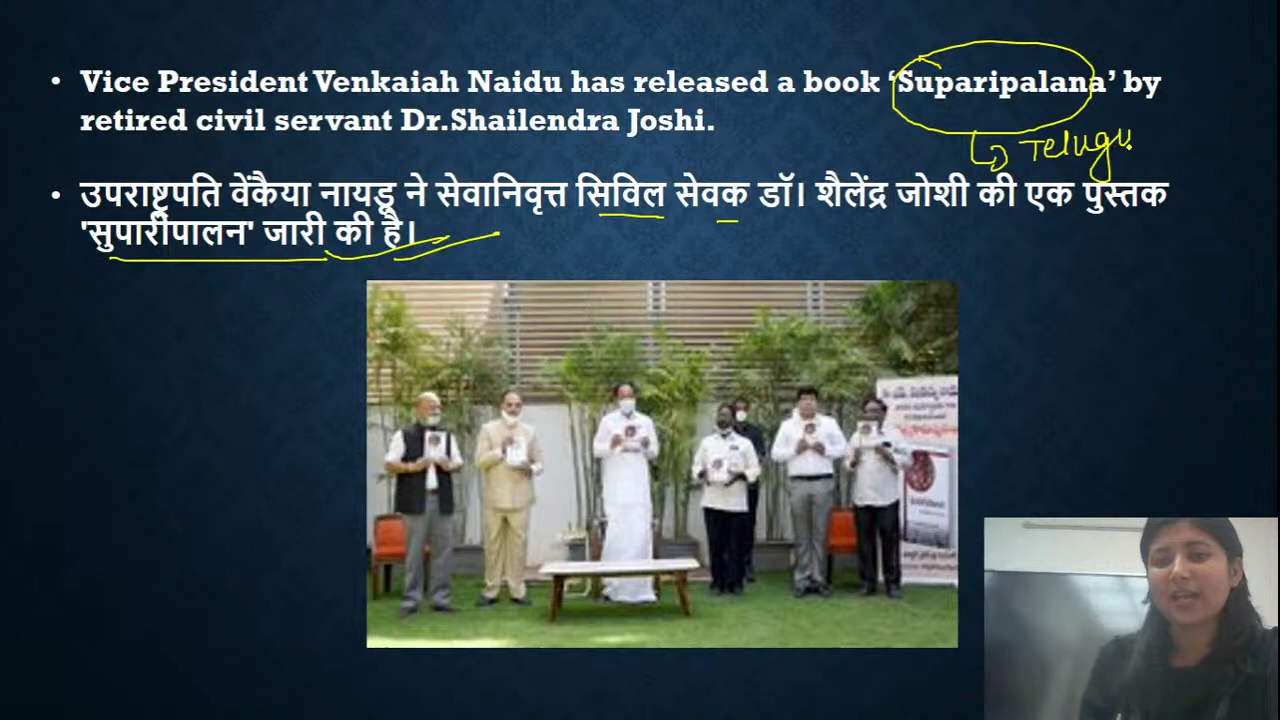 • Vice President Venkaiah Naidu has released a book ‘Suparipalana’ by
retired civil servant Dr.Shailendra Joshi.
Telugu
• उपराष्ट्रपति वेंकैया नायडू ने सेवानिवृत्त सिविल सेवक डॉ। शैलेंद्र जोशी की एक पुस्तक
'सुपारीपालन' जारी की है।